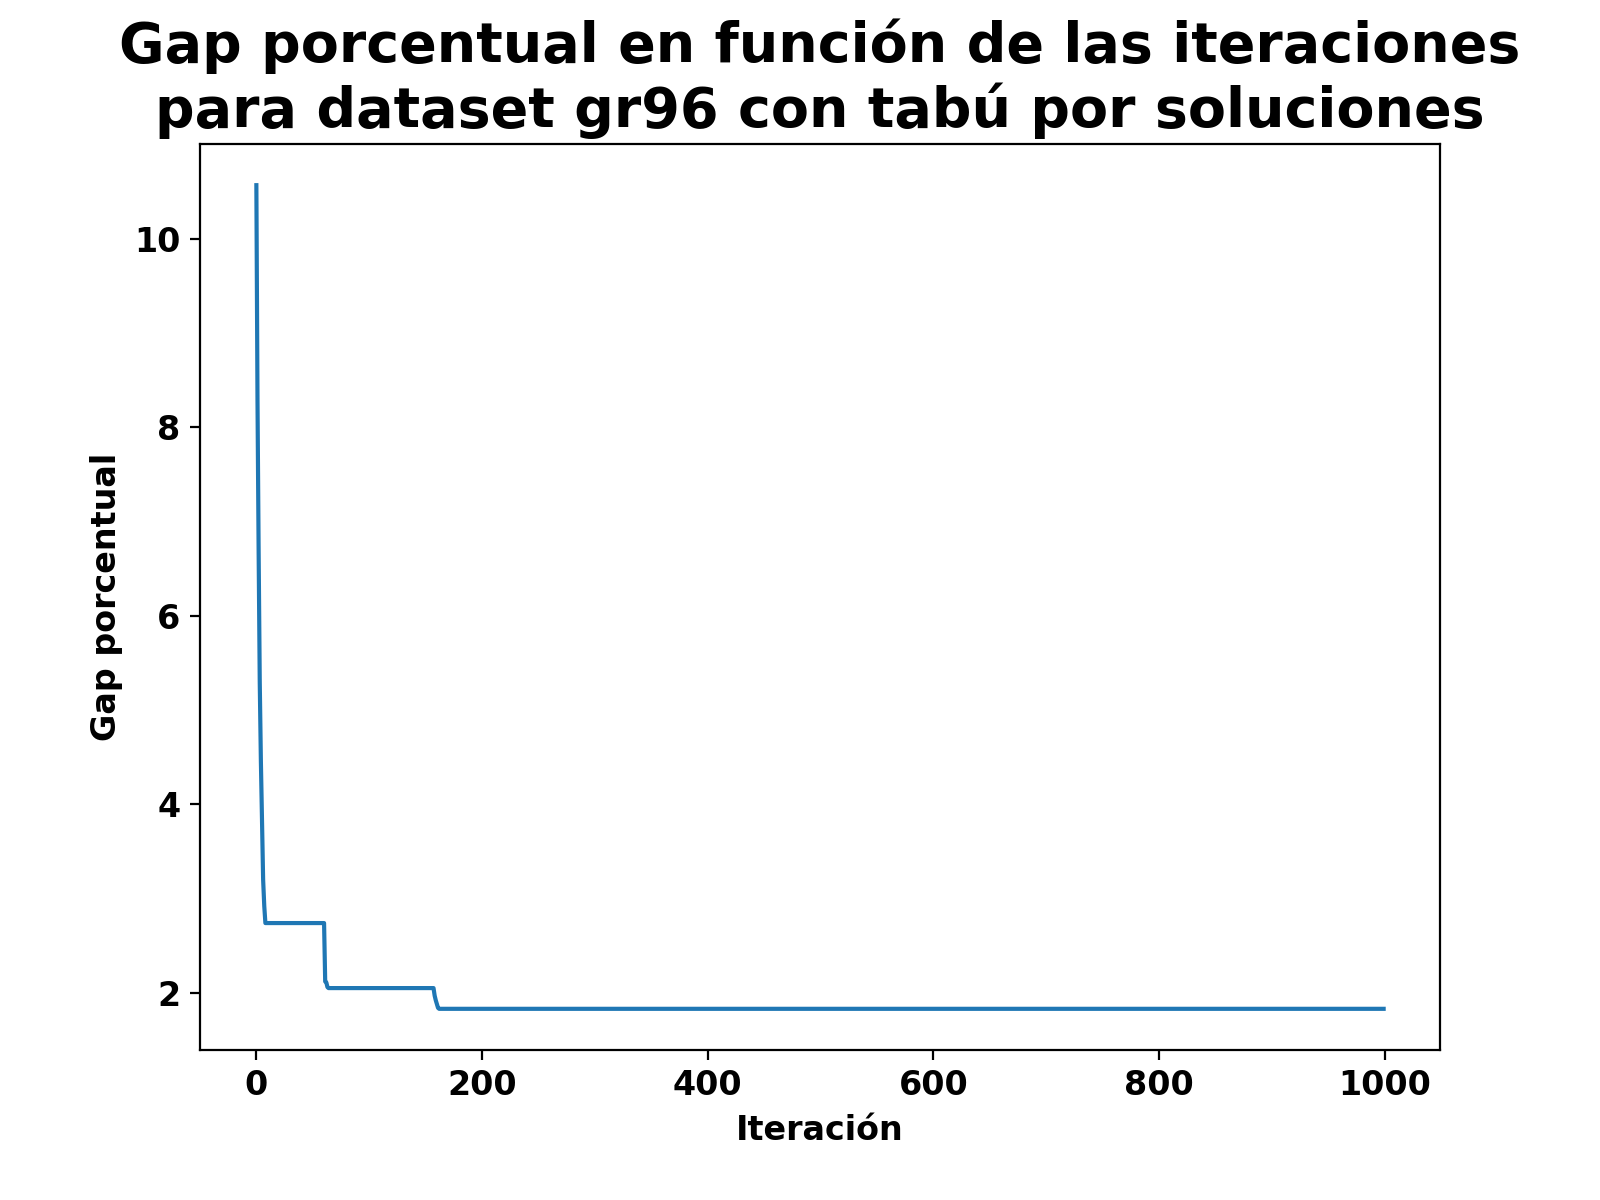 Gap porcentual en función de las iteraciones
para dataset gr96 con tabú por soluciones
10
8
6
4
2
Gap porcentual
0 200 400 600 800 1000
Iteración